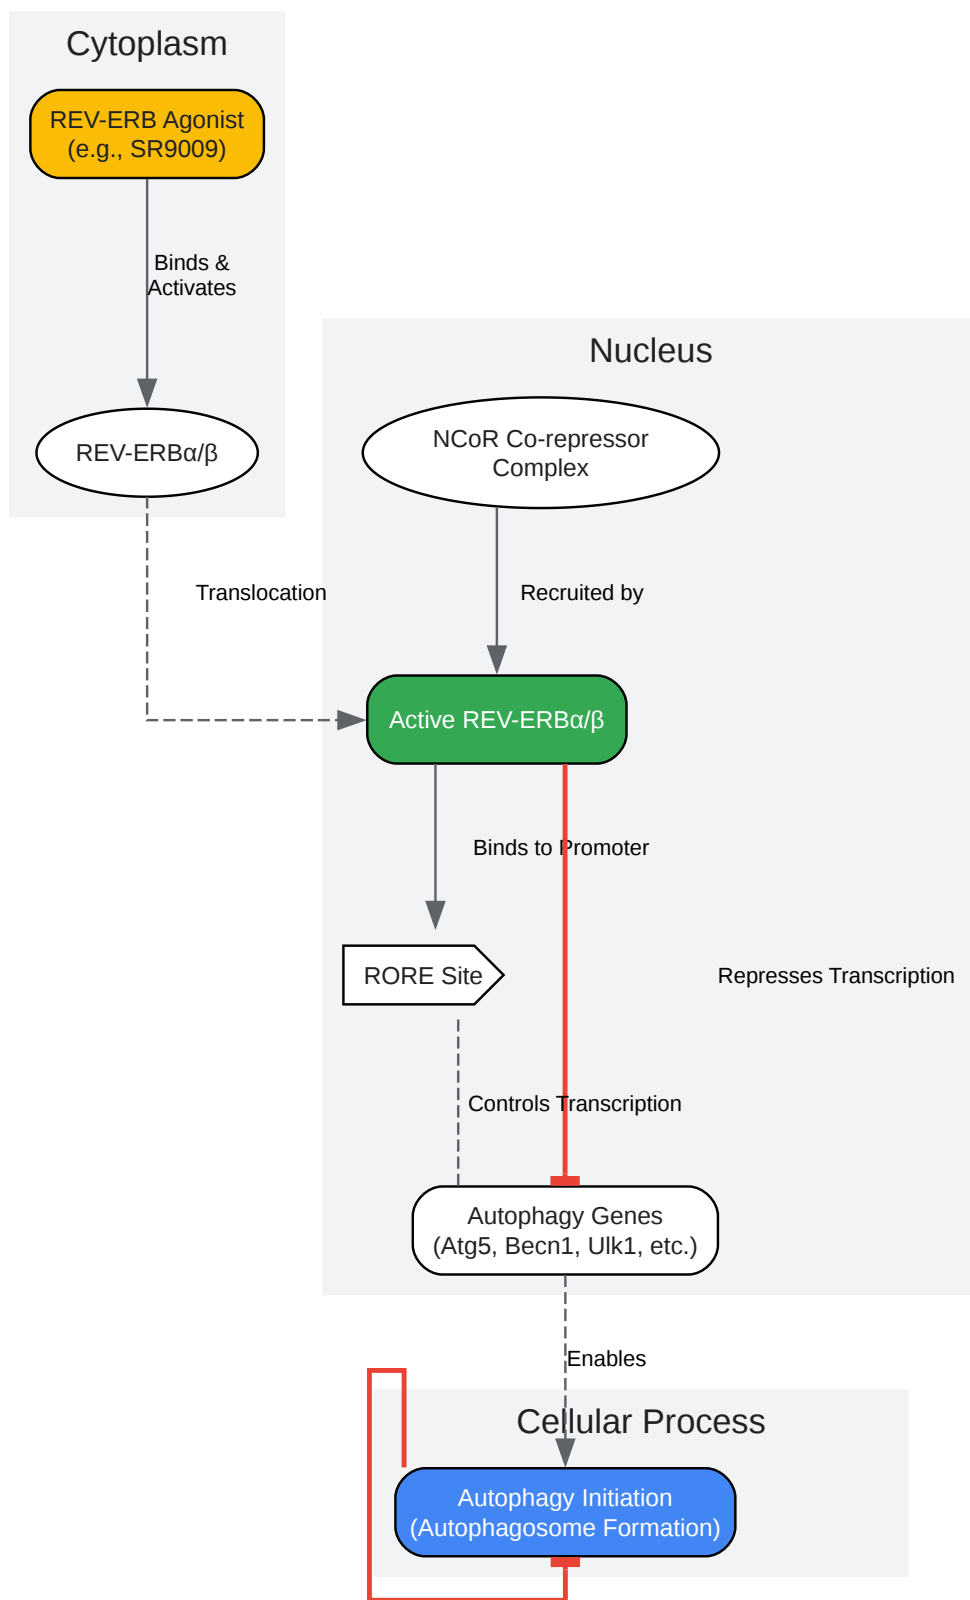 Cytoplasm
REV-ERB Agonist
(e.g., SR9009)
Binds &
Activates
REV-ERBα/β
Nucleus
NCoR Co-repressor
Complex
Translocation
Recruited by
Active REV-ERBα/β
Binds to Promoter
RORE Site
Represses Transcription
Controls Transcription
Autophagy Genes
(Atg5, Becn1, Ulk1, etc.)
Enables
Cellular Process
Autophagy Initiation
(Autophagosome Formation)